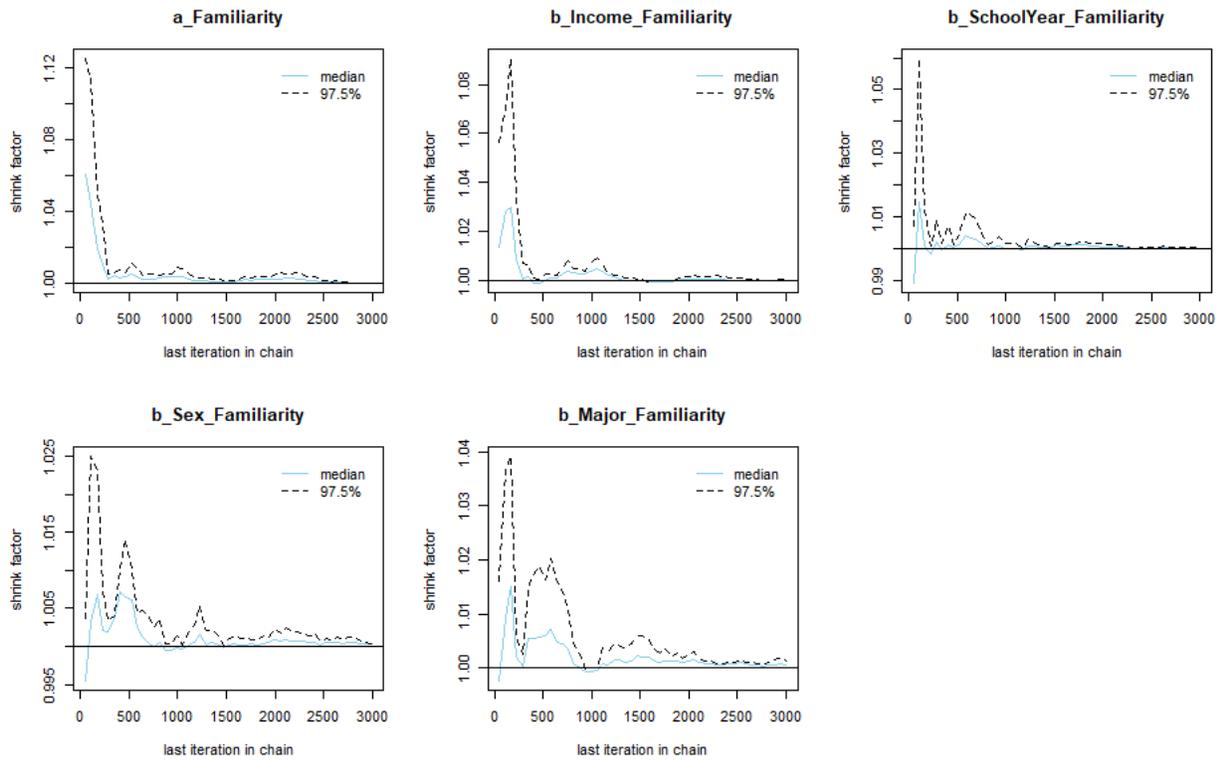 a_Familiarity
shrink factor
1.00 1.04 1.08 1.12
median
97.5%
0 500 1000 1500 2000 2500 3000
last iteration in chain
b_Income_Familiarity
shrink factor
1.00 1.02 1.04 1.06 1.08
median
97.5%
0 500 1000 1500 2000 2500 3000
last iteration in chain
b_SchoolYear_Familiarity
shrink factor
0.99 1.01 1.03 1.05
median
97.5%
0 500 1000 1500 2000 2500 3000
last iteration in chain
b_Sex_Familiarity
shrink factor
0.995 1.005 1.015 1.025
median
97.5%
0 500 1000 1500 2000 2500 3000
last iteration in chain
b_Major_Familiarity
shrink factor
1.00 1.01 1.02 1.03 1.04
median
97.5%
0 500 1000 1500 2000 2500 3000
last iteration in chain